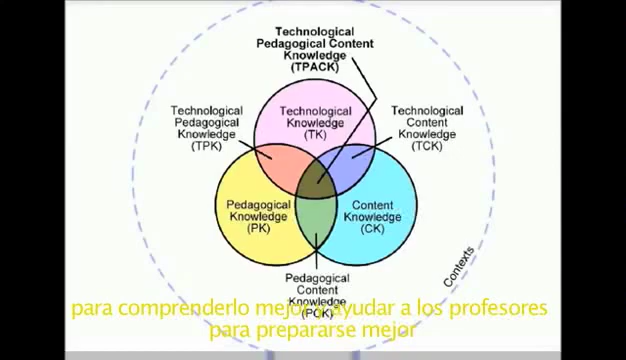 Technological
Pedagogical Content
Knowledge
(TPACK)
Technological
Pedagogical
Knowledge
(TPK)
Technological
Knowledge
(TK)
Technological
Content
Knowledge
(TCK)
Pedagogical
Knowledge
(PK)
Content
Knowledge
(CK)
Pedagogical
Content
Knowledge
(PCK)
Contexts
para comprenderlo mejor y ayudar a los profesores
para prepararse mejor